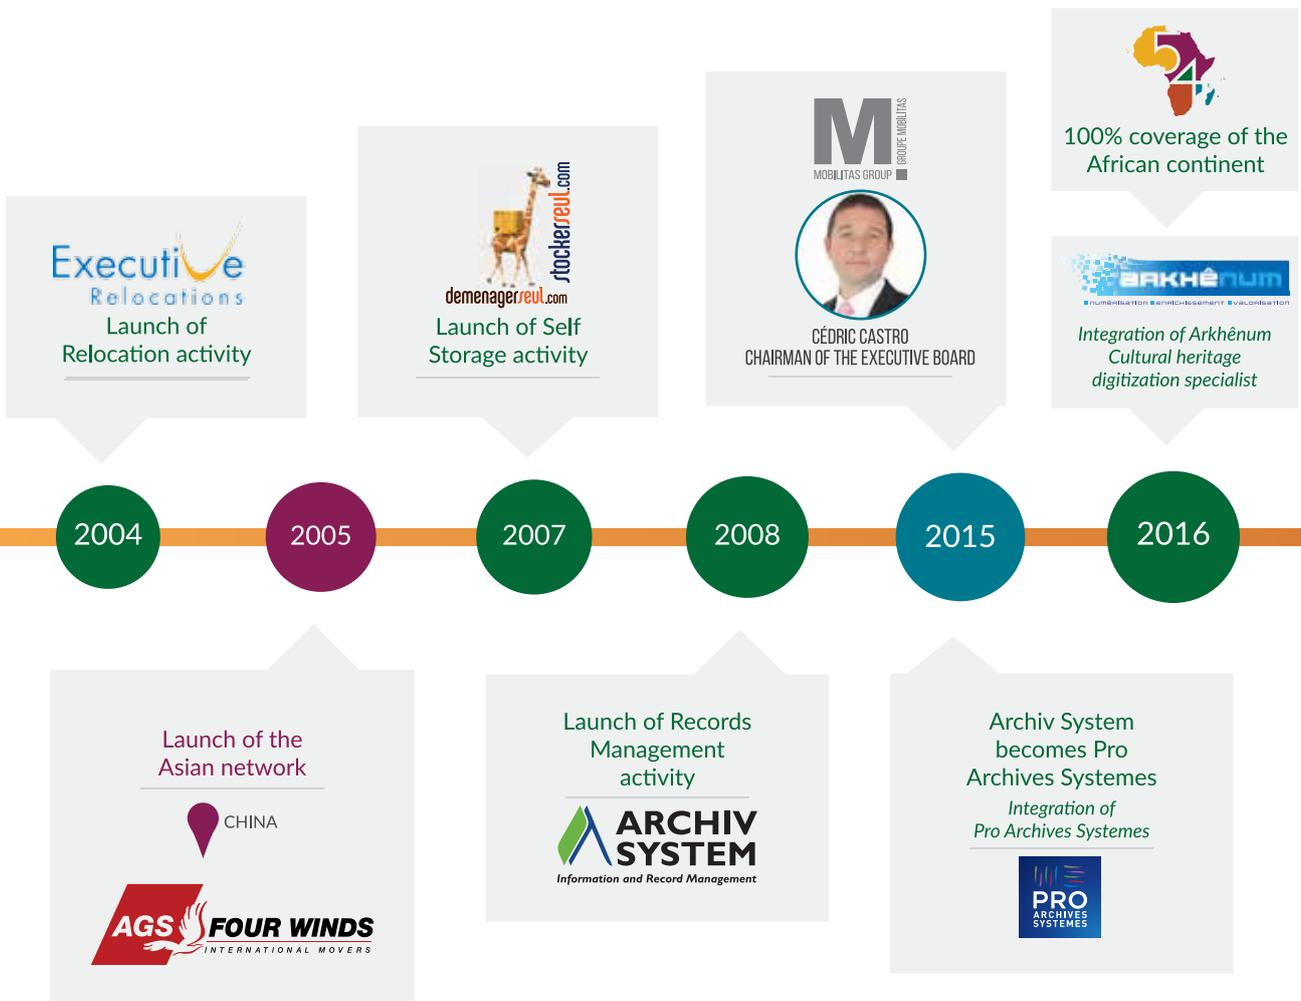 54
100% coverage of the
African continent
M
GROUPE MOBILITAS
MOBILITAS GROUP
CÉDRIC CASTRO
CHAIRMAN OF THE EXECUTIVE BOARD
stockerseul.com
demenagerseul.com
Launch of Self
Storage activity
Executive
Relocations
Launch of
Relocation activity
ARKHÊNUM
NUMÉRISATION ENRICHISSEMENT VALORISATION
Integration of Arkhênum
Cultural heritage
digitization specialist
2004
2005
2007
2008
2015
2016
Launch of the
Asian network
CHINA
AGS FOUR WINDS
INTERNATIONAL MOVERS
Launch of Records
Management
activity
ARCHIV
SYSTEM
Information and Record Management
Archiv System
becomes Pro
Archives Systemes
Integration of
Pro Archives Systemes
PRO
ARCHIVES
SYSTEMES